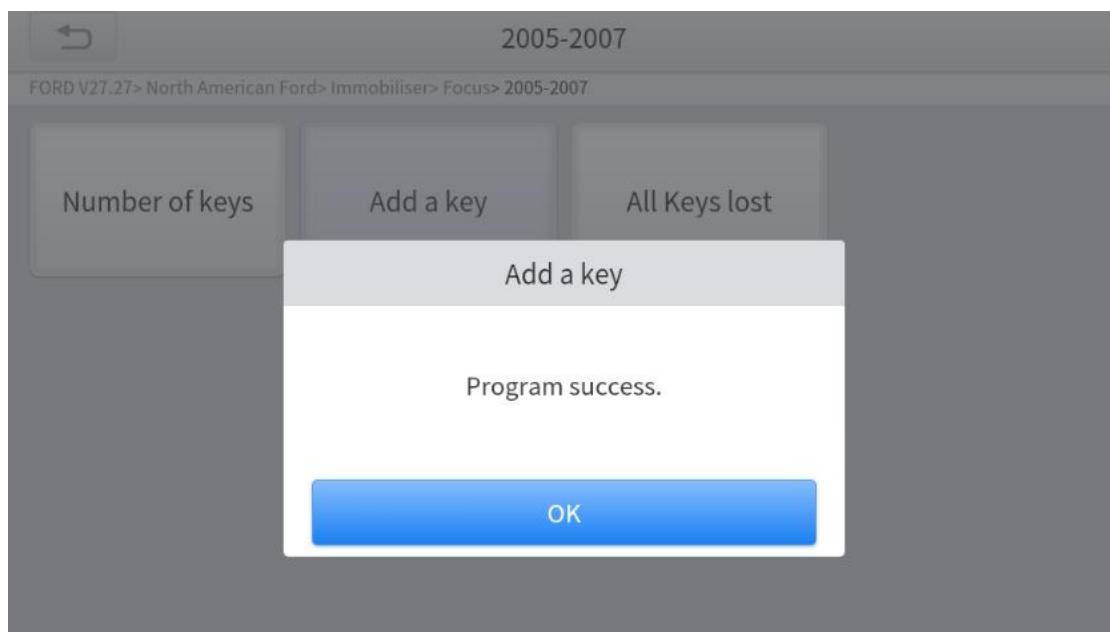 2005-2007
FORD V27.27> North American Ford> Immobiliser> Focus> 2005-2007
Number of keys
Add a key
All Keys lost
Add a key
Program success.
OK